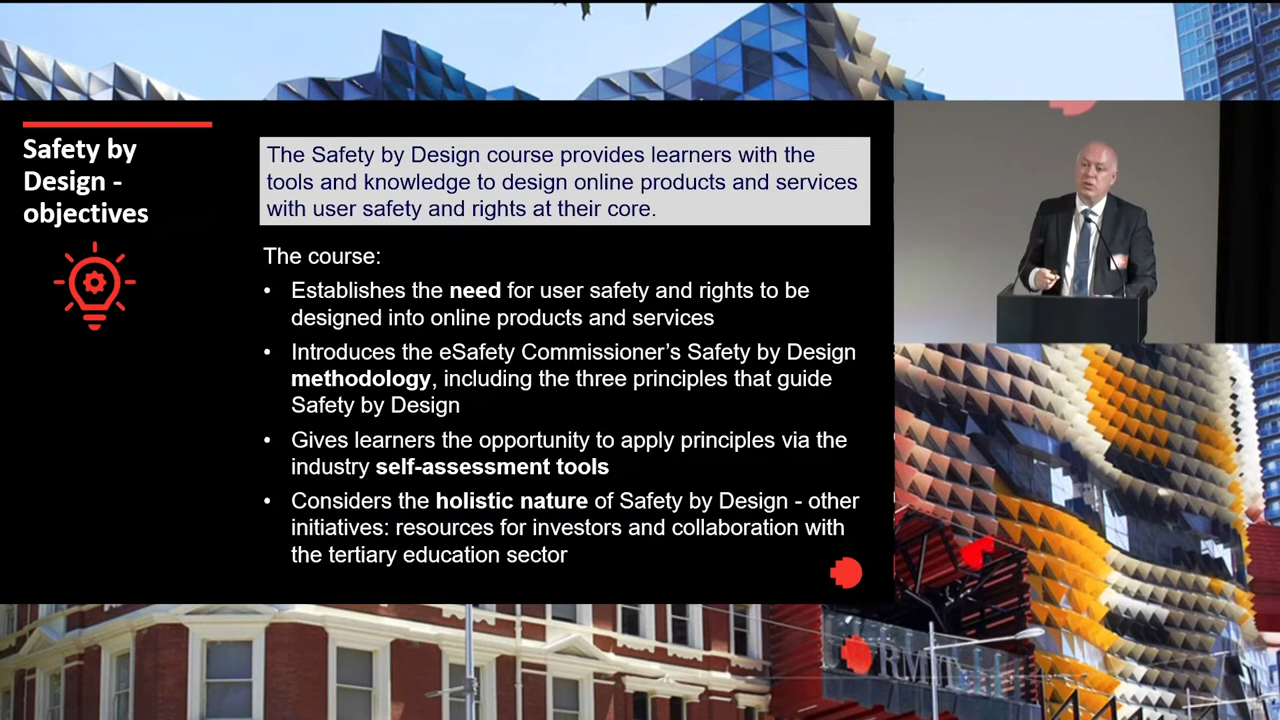 Safety by
Design -
objectives
The Safety by Design course provides learners with the
tools and knowledge to design online products and services
with user safety and rights at their core.
The course:
• Establishes the need for user safety and rights to be
designed into online products and services
• Introduces the eSafety Commissioner’s Safety by Design
methodology, including the three principles that guide
Safety by Design
• Gives learners the opportunity to apply principles via the
industry self-assessment tools
• Considers the holistic nature of Safety by Design - other
initiatives: resources for investors and collaboration with
the tertiary education sector
RMIT